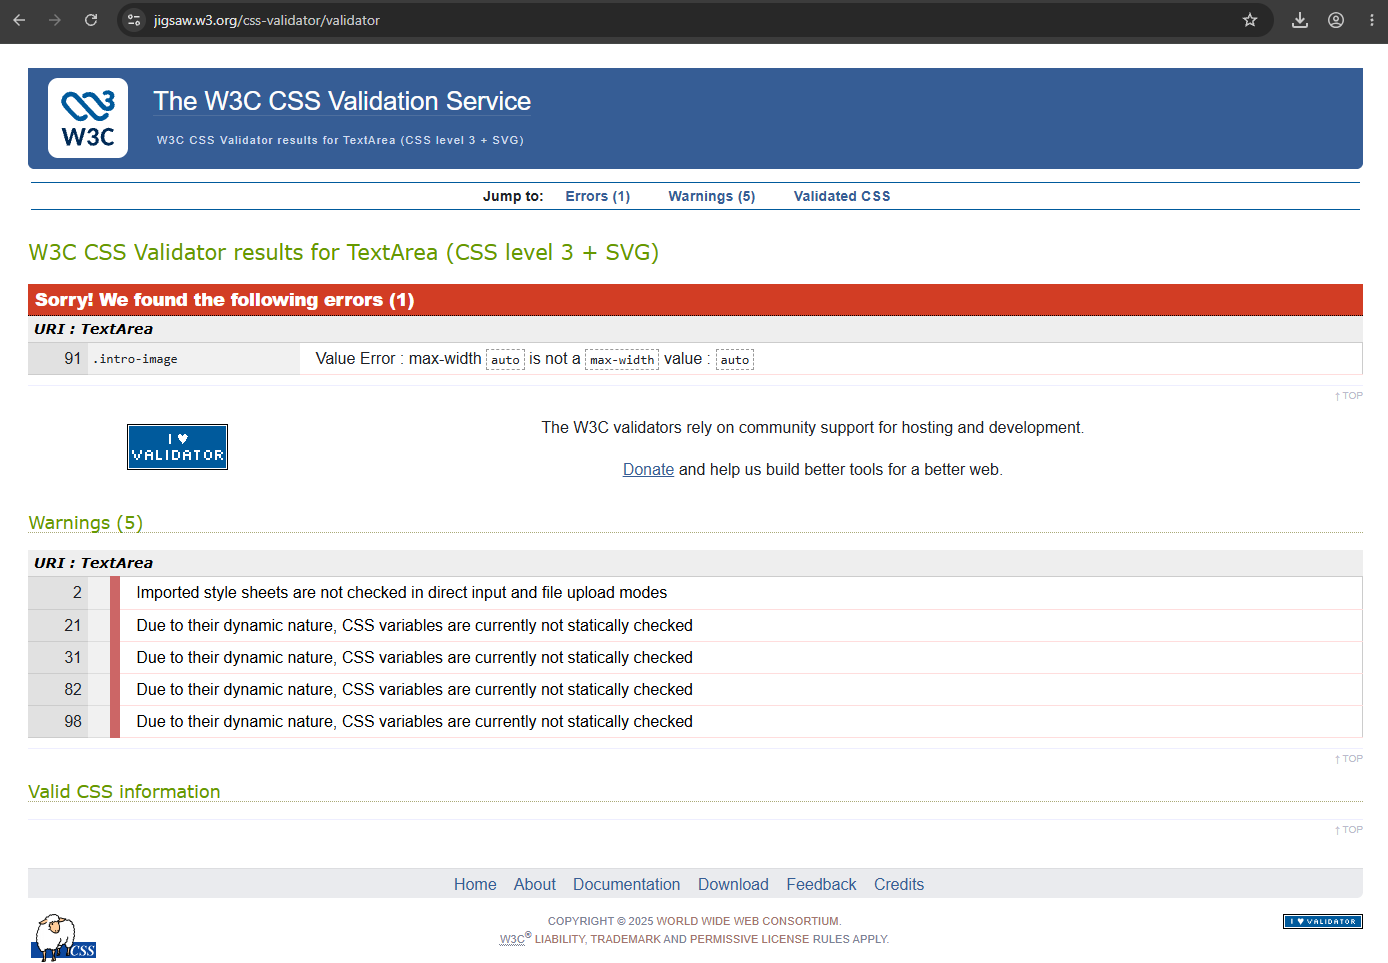 jigsaw.w3.org/css-validator/validator
W3C
The W3C CSS Validation Service
W3C CSS Validator results for TextArea (CSS level 3 + SVG)
Jump to: Errors (1) Warnings (5) Validated CSS
W3C CSS Validator results for TextArea (CSS level 3 + SVG)
Sorry! We found the following errors (1)
URI : TextArea
91 .intro-image Value Error : max-width auto is not a max-width value : auto
↑ TOP
I ♥ VALIDATOR
The W3C validators rely on community support for hosting and development.
Donate and help us build better tools for a better web.
Warnings (5)
URI : TextArea
2 Imported style sheets are not checked in direct input and file upload modes
21 Due to their dynamic nature, CSS variables are currently not statically checked
31 Due to their dynamic nature, CSS variables are currently not statically checked
82 Due to their dynamic nature, CSS variables are currently not statically checked
98 Due to their dynamic nature, CSS variables are currently not statically checked
↑ TOP
Valid CSS information
↑ TOP
Home About Documentation Download Feedback Credits
CSS
COPYRIGHT © 2025 WORLD WIDE WEB CONSORTIUM.
W3C® LIABILITY, TRADEMARK AND PERMISSIVE LICENSE RULES APPLY.
I ♥ VALIDATOR